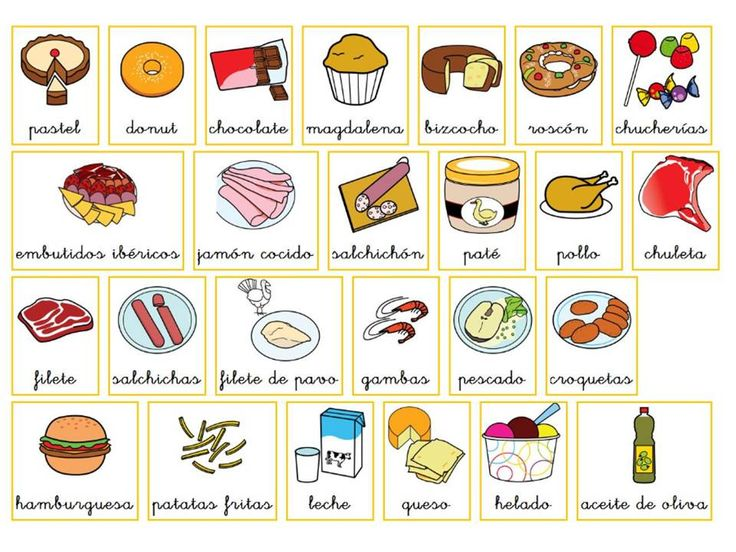 pastel
donut
chocolate
magdalena
bizcocho
roscón
chucherías
embutidos ibéricos
jamón cocido
salchichón
paté
pollo
chuleta
filete
salchichas
filete de pavo
gambas
pescado
croquetas
hamburguesa
patatas fritas
leche
queso
helado
aceite de oliva